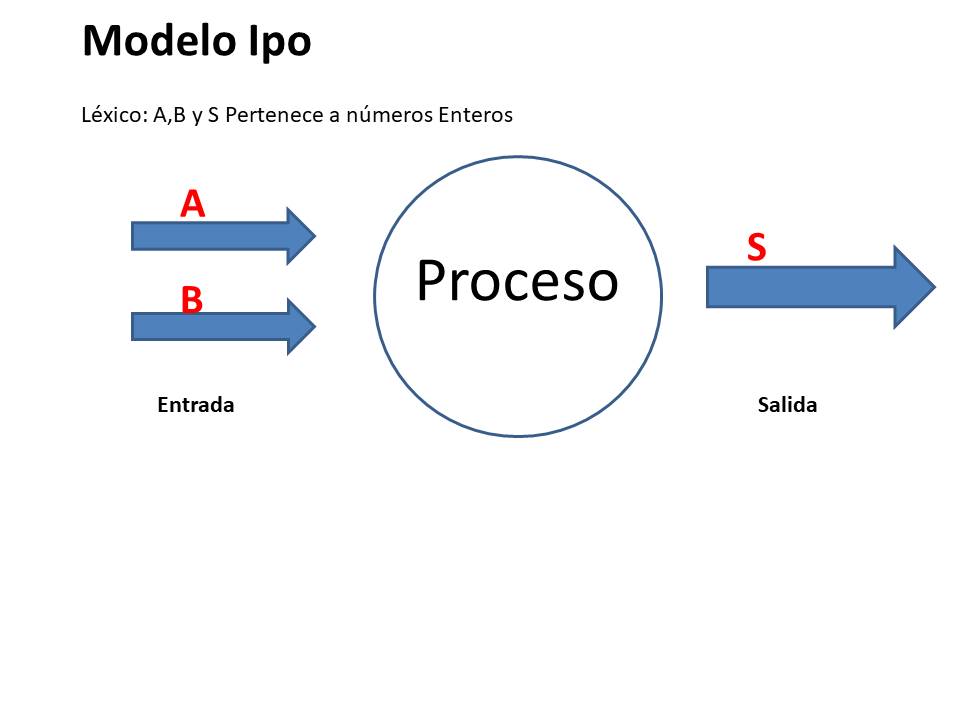 Modelo Ipo
Léxico: A,B y S Pertenece a números Enteros
A
B
Proceso
S
Entrada
Salida